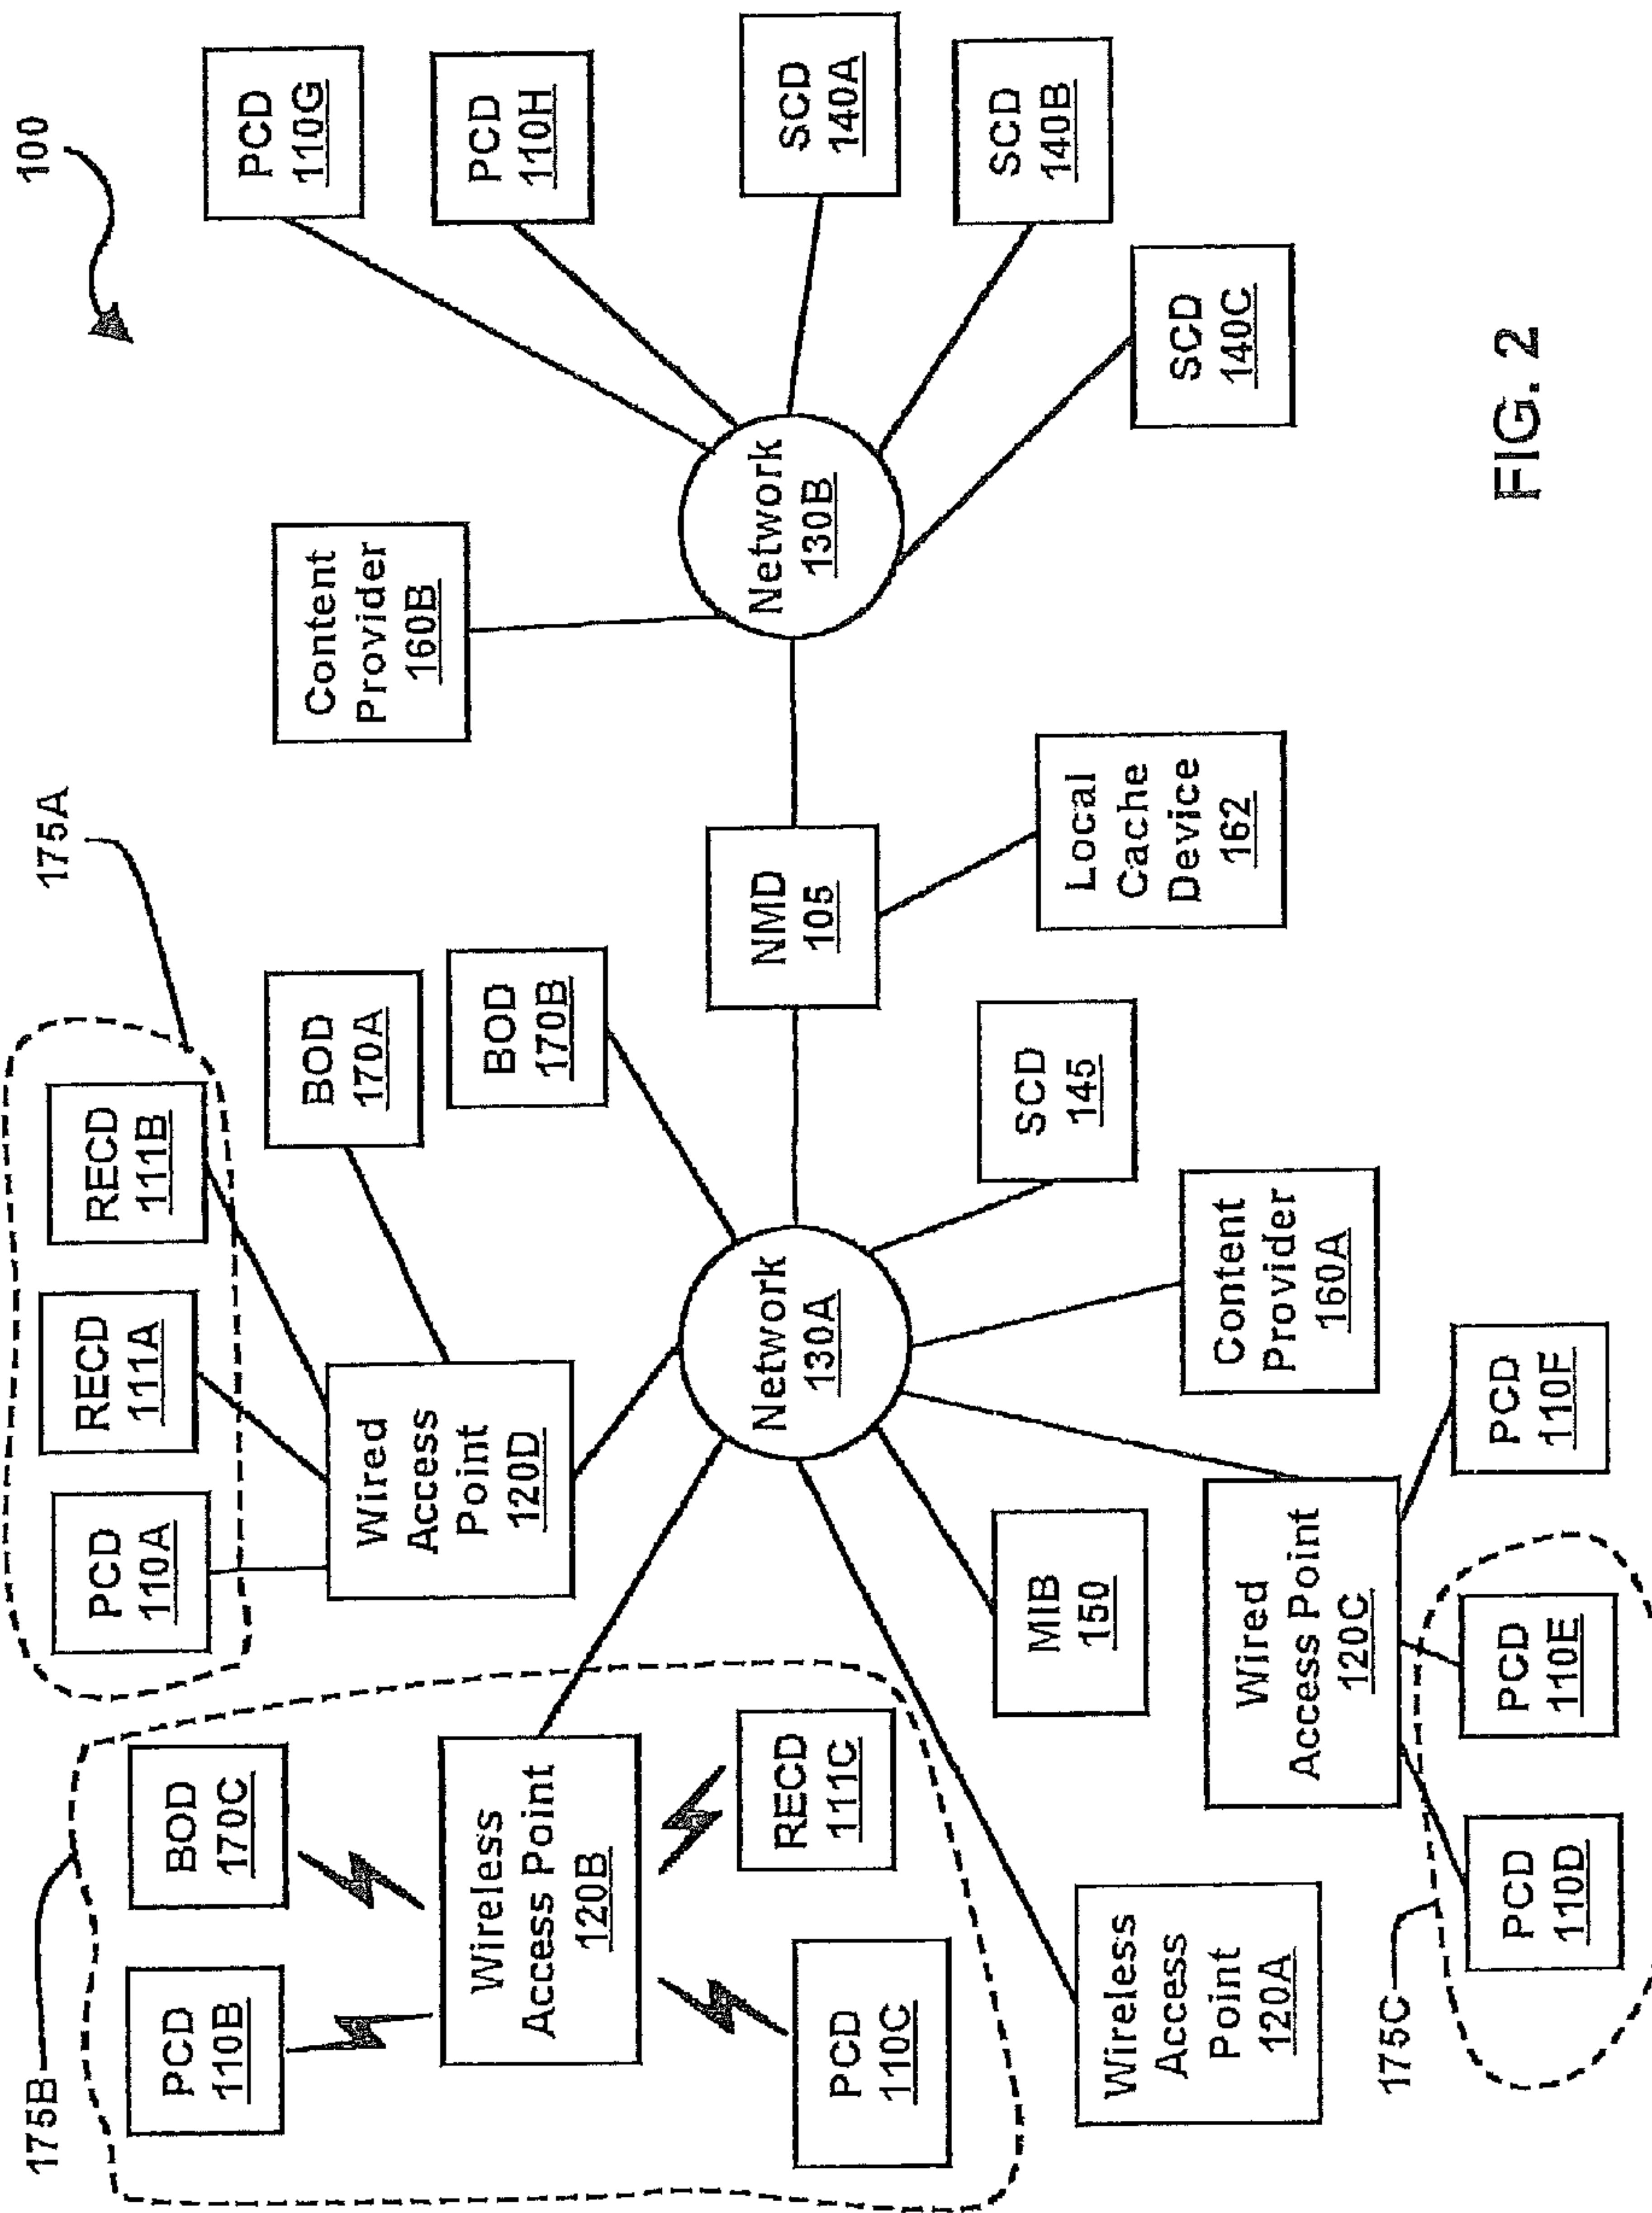 100
175A
175B
PCD
110A
RECD
111A
RECD
111B
PCD
110G
BOD
170C
PCD
110B
BOD
170A
Content
Provider
160B
Wired
Access
Point
120D
BOD
170B
PCD
110H
Wireless
Access Point
120B
RECD
111C
PCD
110C
Network
130A
NMD
105
Network
130B
SCD
140A
SCD
140B
SCD
140C
MIB
150
SCD
145
Local
Cache
Device
162
Wireless
Access
Point
120A
Wired
Access Point
120C
Content
Provider
160A
175C
PCD
110D
PCD
110E
PCD
110F
FIG. 2